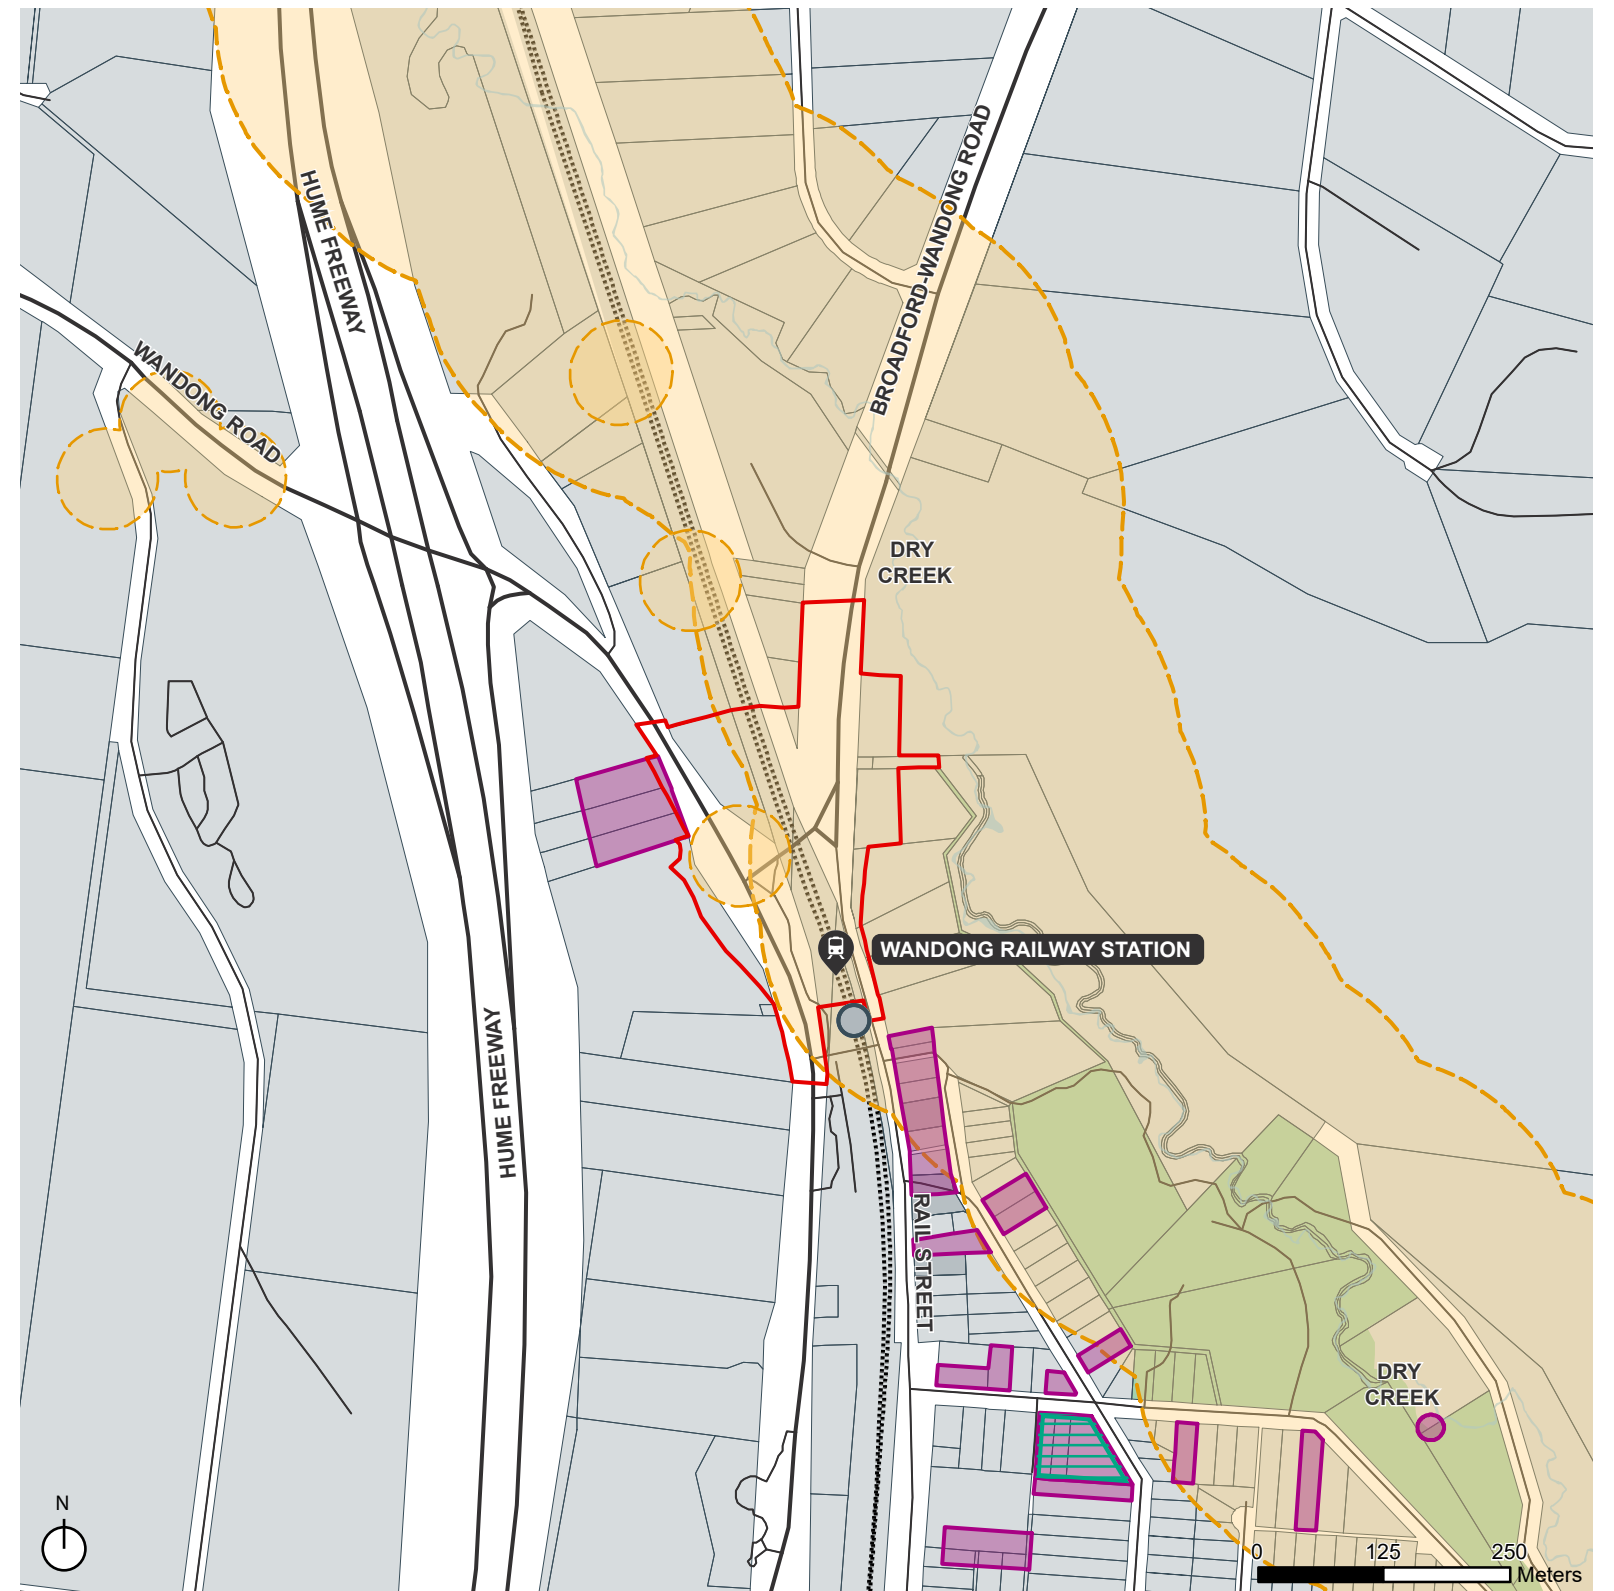 BROADFORD-WANDONG ROAD
HUME FREEWAY
WANDONG ROAD
DRY
CREEK
WANDONG RAILWAY STATION
HUME FREEWAY
RAIL STREET
DRY
CREEK
N
0 125 250
Meters